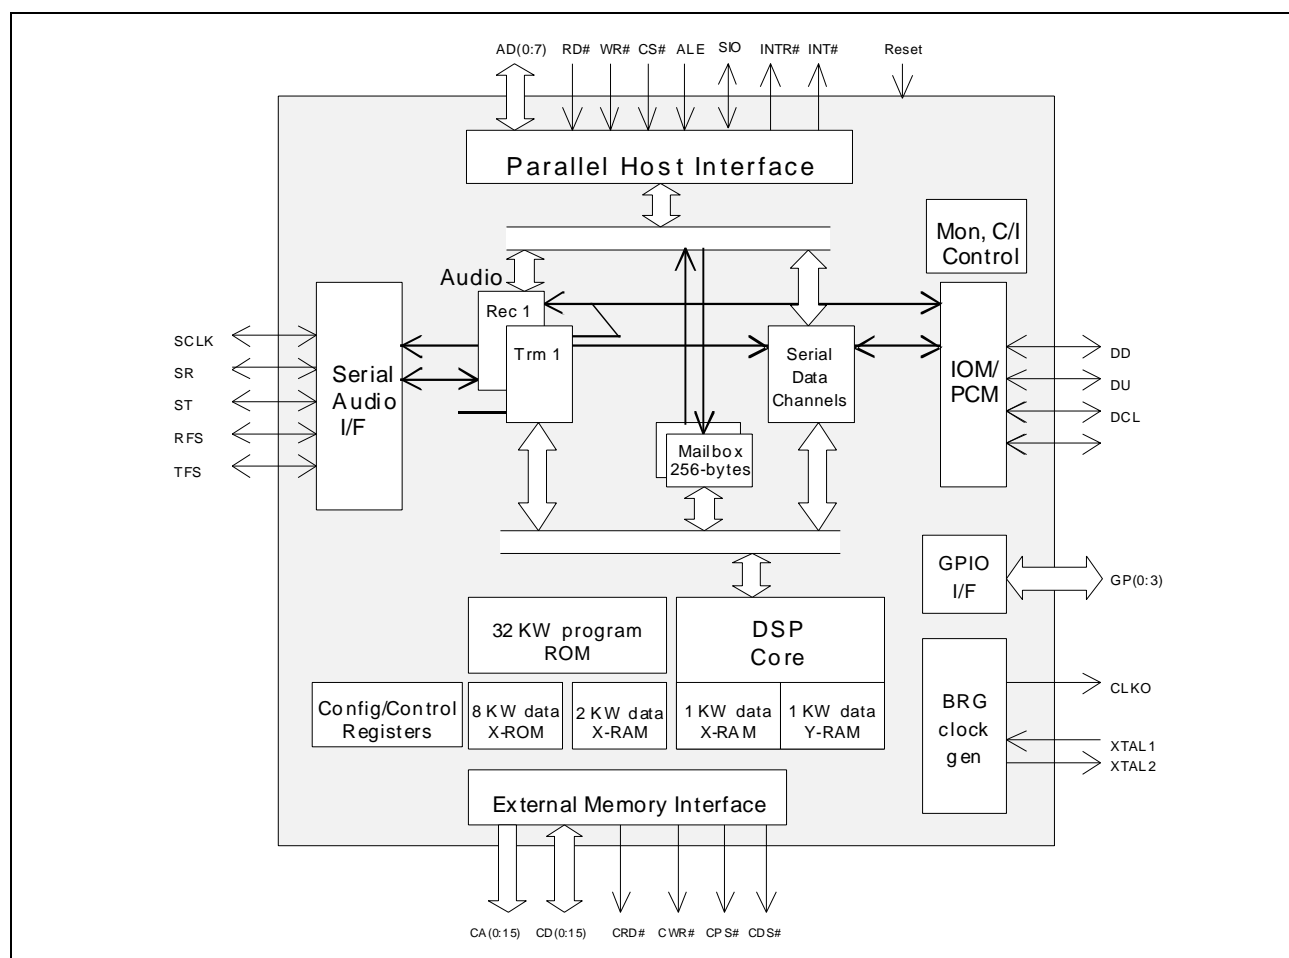 AD(0:7) RD# WR# CS# ALE SIO INTR# INT# Reset
Parallel Host Interface
Mon, C/I
Control
Audio
Rec 1
Trm 1
Serial
Audio
I/F
SCLK
SR
ST
RFS
TFS
Serial
Data
Channels
IOM/
PCM
DD
DU
DCL
Mailbox
256-bytes
GPIO
I/F
GP(0:3)
32 KW program
ROM
DSP
Core
Config/Control
Registers
8 KW data
X-ROM
2 KW data
X-RAM
1 KW data
X-RAM
1 KW data
Y-RAM
BRG
clock
gen
CLKO
XTAL1
XTAL2
External Memory Interface
CA(0:15) CD(0:15) CRD# CWR# CPS# CDS#